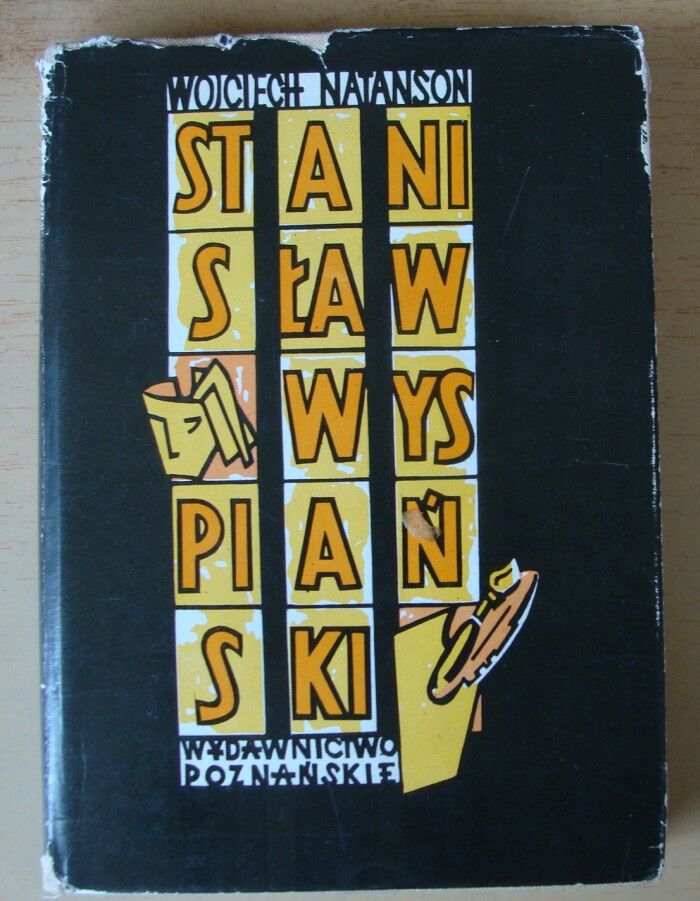 WOJCIECH NATANSON
STANI
SŁAW
WYS
PIAŃ
SKI
WYDAWNICTWO
POZNAŃSKIE